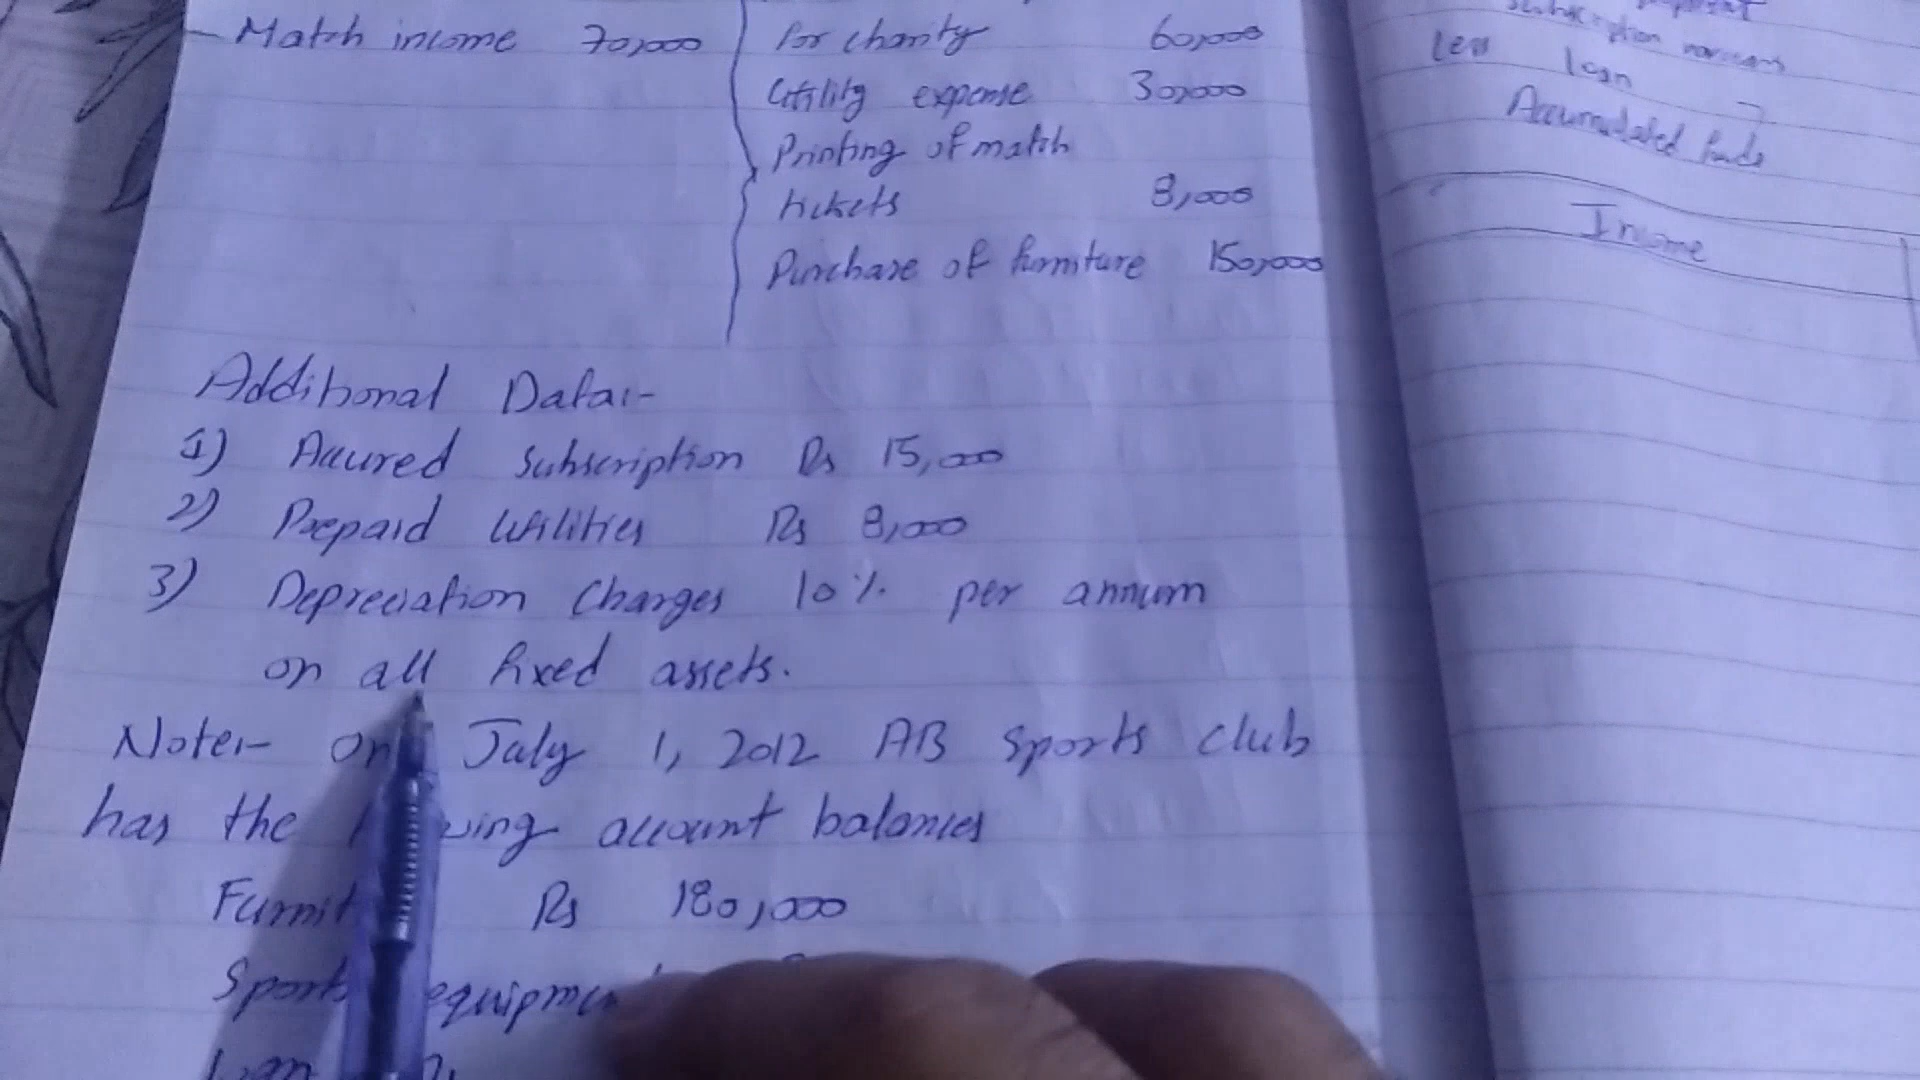 Match income 70,000
for charity 60,000
Utility expense 30,000
Printing of match
tickets 8,000
Purchase of furniture 150,000
Additional Data:-
1) Accured subscription Rs 15,000
2) Prepaid utilities Rs 8,000
3) Depreciation charges 10% per annum
on all fixed assets.
Note:- On July 1, 2012 AB sports club
has the account balances
Rs 180,000
Sports
Loan
Less loan
Accumulated funds
Income